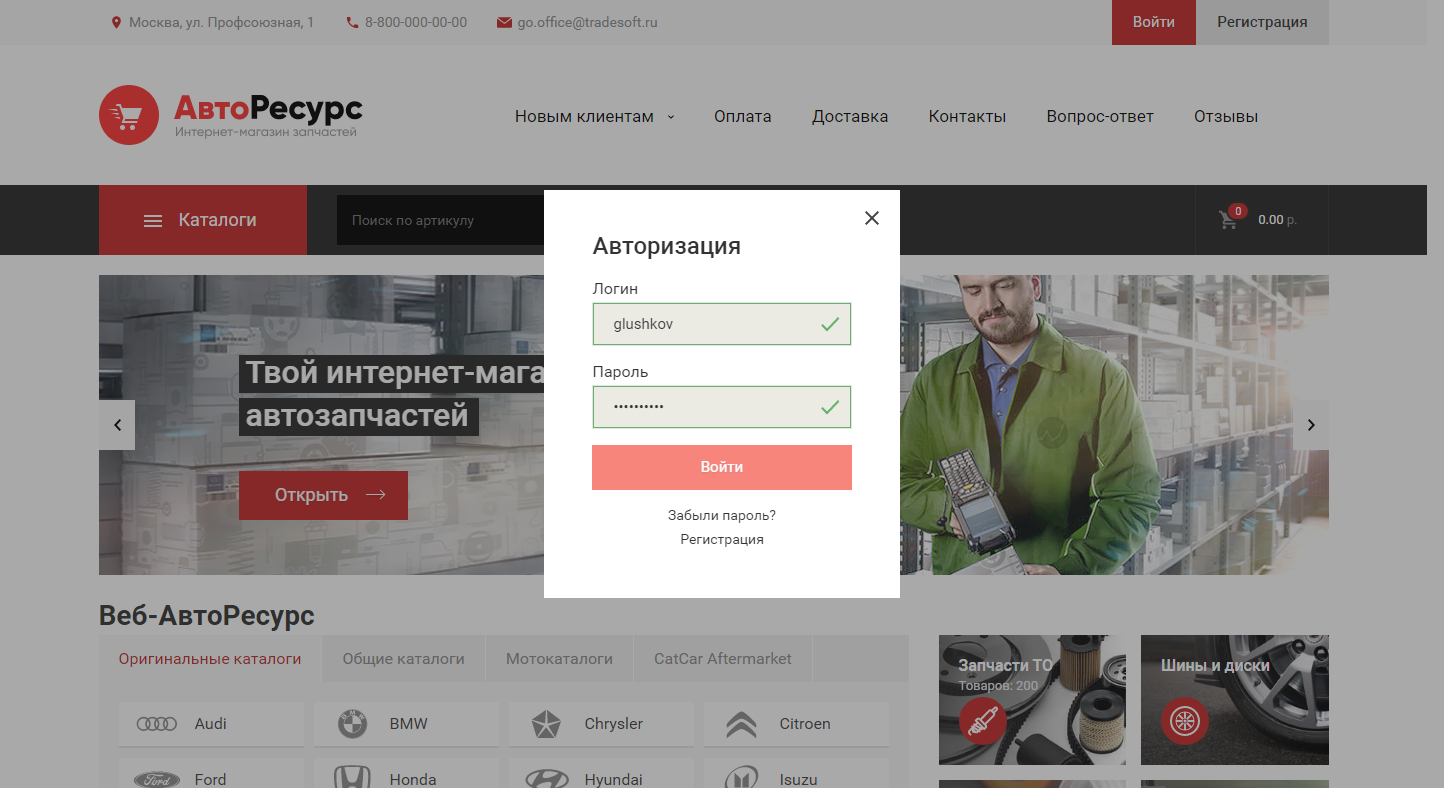 Москва, ул. Профсоюзная, 1
8-800-000-00-00
go.office@tradesoft.ru
Войти
Регистрация
АвтоРесурс
Интернет-магазин запчастей
Новым клиентам
Оплата
Доставка
Контакты
Вопрос-ответ
Отзывы
Каталоги
Поиск по артикулу
0
0.00 р.
Авторизация
Логин
glushkov
Пароль
••••••••••
Войти
Забыли пароль?
Регистрация
Твой интернет-мага
автозапчастей
Открыть
Веб-АвтоРесурс
Оригинальные каталоги
Общие каталоги
Мотокаталоги
CatCar Aftermarket
Audi
BMW
Chrysler
Citroen
Ford
Honda
Hyundai
Isuzu
Запчасти ТО
Товаров: 200
Шины и диски